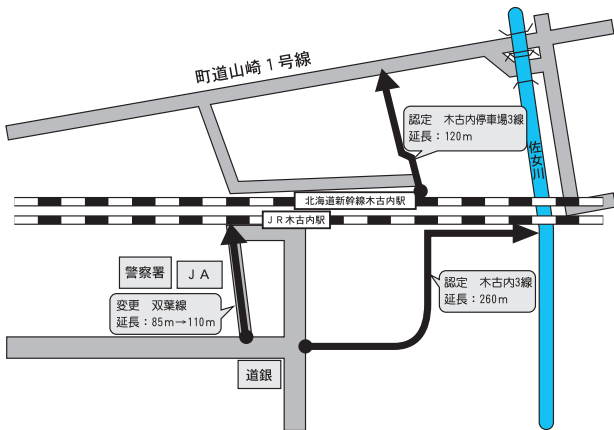 町道山崎1号線
認定 木古内停車場3線
延長：120m
佐女川
北海道新幹線木古内駅
JR木古内駅
警察署
JA
変更 双葉線
延長：85m→110m
認定 木古内3線
延長：260m
道銀